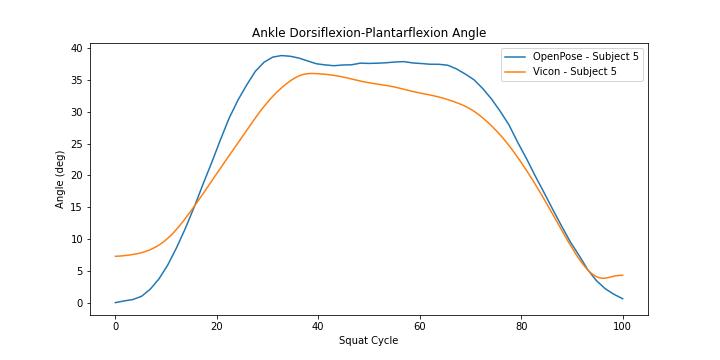 Ankle Dorsiflexion-Plantarflexion Angle
OpenPose - Subject 5
Vicon - Subject 5
Angle (deg)
40
35
30
25
20
15
10
5
0
0 20 40 60 80 100
Squat Cycle